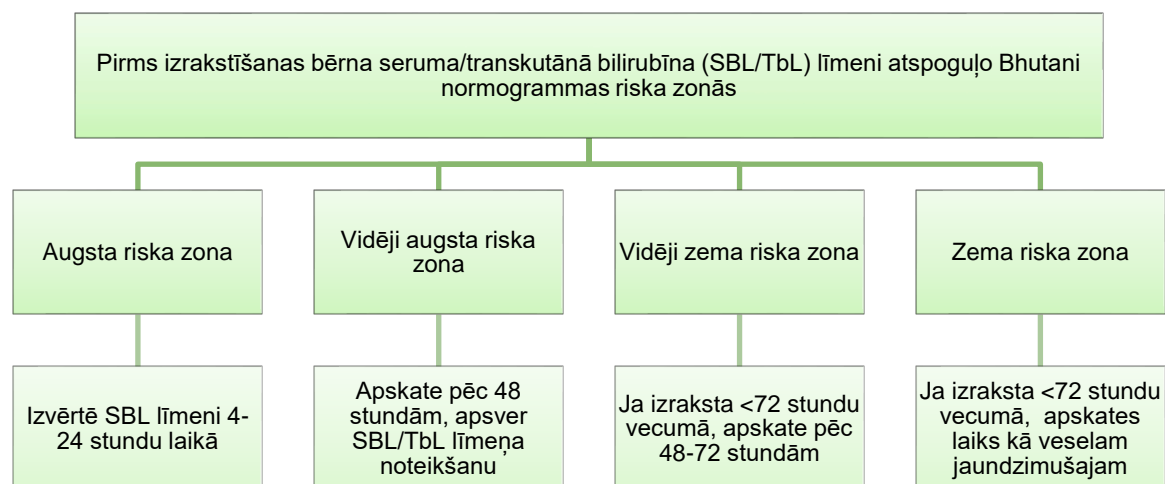 Pirms izrakstīšanas bērna seruma/transkutānā bilirubīna (SBL/TbL) līmeni atspoguļo Bhutani
normogrammas riska zonās
Augsta riska zona
Vidēji augsta riska
zona
Vidēji zema riska zona
Zema riska zona
Izvērtē SBL līmeni 4-
24 stundu laikā
Apskate pēc 48
stundām, apsver
SBL/TbL līmeņa
noteikšanu
Ja izraksta <72 stundu
vecumā, apskate pēc
48-72 stundām
Ja izraksta <72 stundu
vecumā, apskates
laiks kā veselam
jaundzimušajam